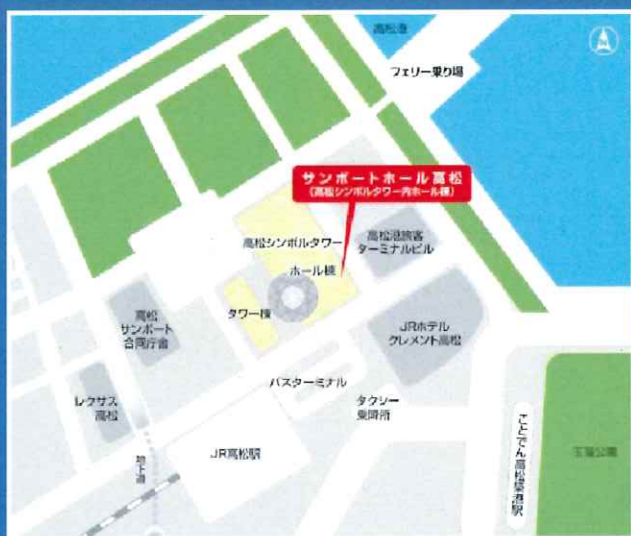 高松港
フェリー乗り場
サンポートホール高松
(高松シンボルタワー内ホール棟)
高松シンボルタワー
ホール棟
高松港旅客
ターミナルビル
タワー棟
高松
サンポート
合同庁舎
JRホテル
クレメント高松
バスターミナル
タクシー
乗降所
レクサス
高松
地下道
JR高松駅
ことでん高松築港駅
玉藻公園